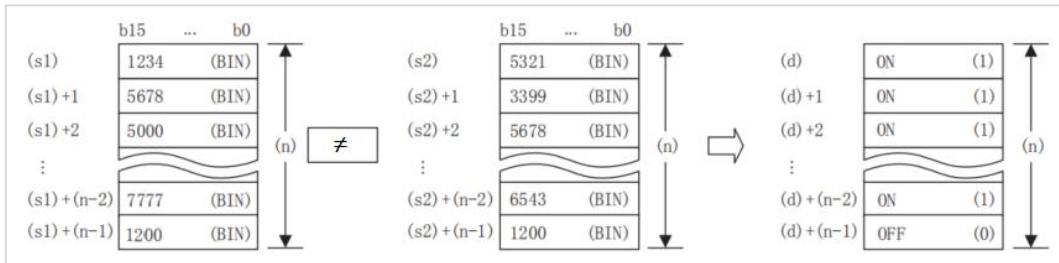 b15 ... b0 b15 ... b0
(s1) 1234 (BIN) (s2) 5321 (BIN) (d) ON (1)
(s1)+1 5678 (BIN) (s2)+1 3399 (BIN) (d)+1 ON (1)
(s1)+2 5000 (BIN) (s2)+2 5678 (BIN) (d)+2 ON (1)
(n) ≠ (n) (n)
⋮ ⋮ ⋮
(s1)+(n-2) 7777 (BIN) (s2)+(n-2) 6543 (BIN) (d)+(n-2) ON (1)
(s1)+(n-1) 1200 (BIN) (s2)+(n-1) 1200 (BIN) (d)+(n-1) OFF (0)